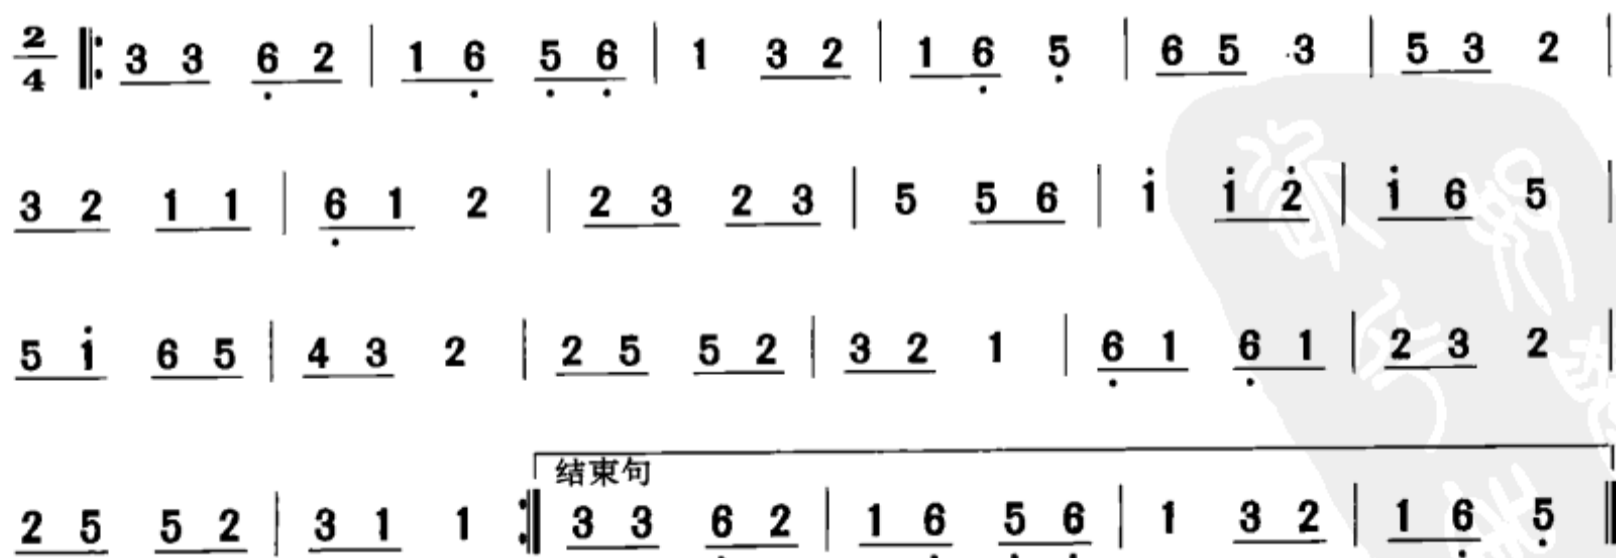 2/4 ‖: 3 3 6̣ 2 | 1 6̣ 5̣ 6̣ | 1 3 2 | 1 6̣ 5̣ | 6 5 3 | 5 3 2 |
3 2 1 1 | 6̣ 1 2 | 2 3 2 3 | 5 5 6 | 1̇ 1̇ 2̇ | 1̇ 6 5 |
5 1̇ 6 5 | 4 3 2 | 2 5 5 2 | 3 2 1 | 6̣ 1 6̣ 1 | 2 3 2 |
结束句
2 5 5 2 | 3 1 1 :‖ 3 3 6̣ 2 | 1 6̣ 5̣ 6̣ | 1 3 2 | 1 6̣ 5̣ ‖